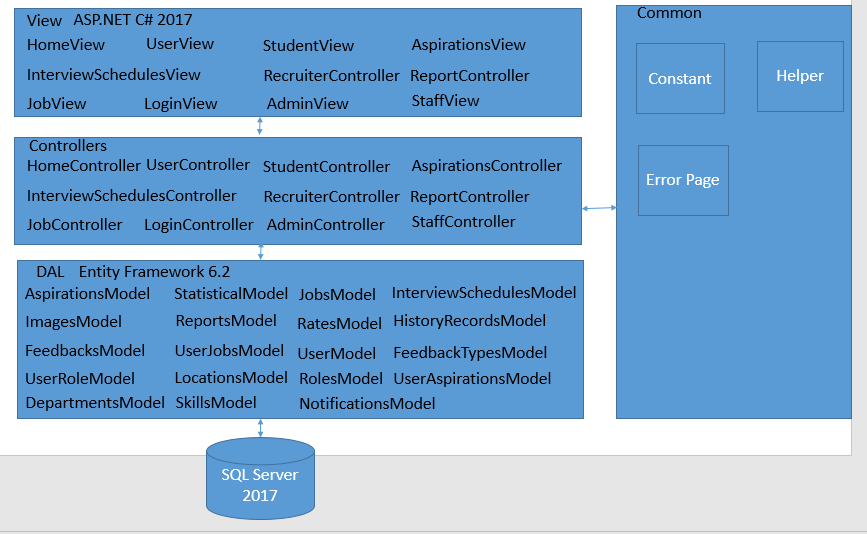 View ASP.NET C# 2017
HomeView UserView StudentView AspirationsView
InterviewSchedulesView RecruiterController ReportController
JobView LoginView AdminView StaffView
Controllers
HomeController UserController StudentController AspirationsController
InterviewSchedulesController RecruiterController ReportController
JobController LoginController AdminController StaffController
DAL Entity Framework 6.2
AspirationsModel StatisticalModel JobsModel InterviewSchedulesModel
ImagesModel ReportsModel RatesModel HistoryRecordsModel
FeedbacksModel UserJobsModel UserModel FeedbackTypesModel
UserRoleModel LocationsModel RolesModel UserAspirationsModel
DepartmentsModel SkillsModel NotificationsModel
SQL Server
2017
Common
Constant Helper
Error Page